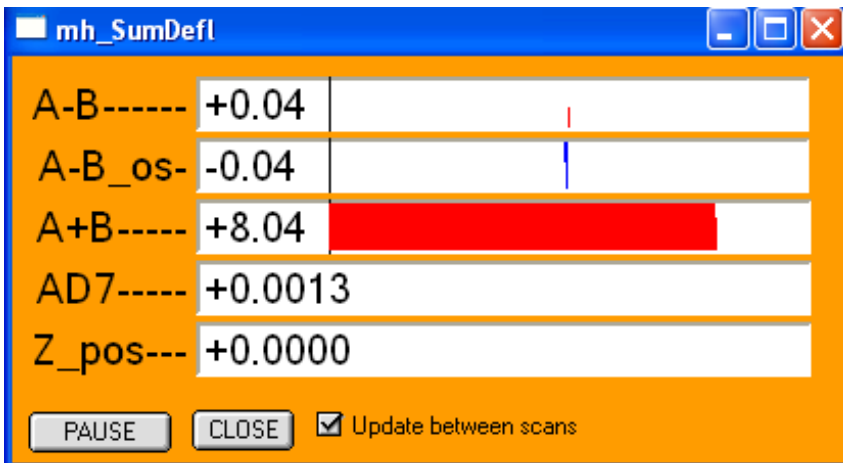 mh_SumDefl
A-B------ +0.04
A-B_os- -0.04
A+B----- +8.04
AD7----- +0.0013
Z_pos--- +0.0000
PAUSE CLOSE Update between scans